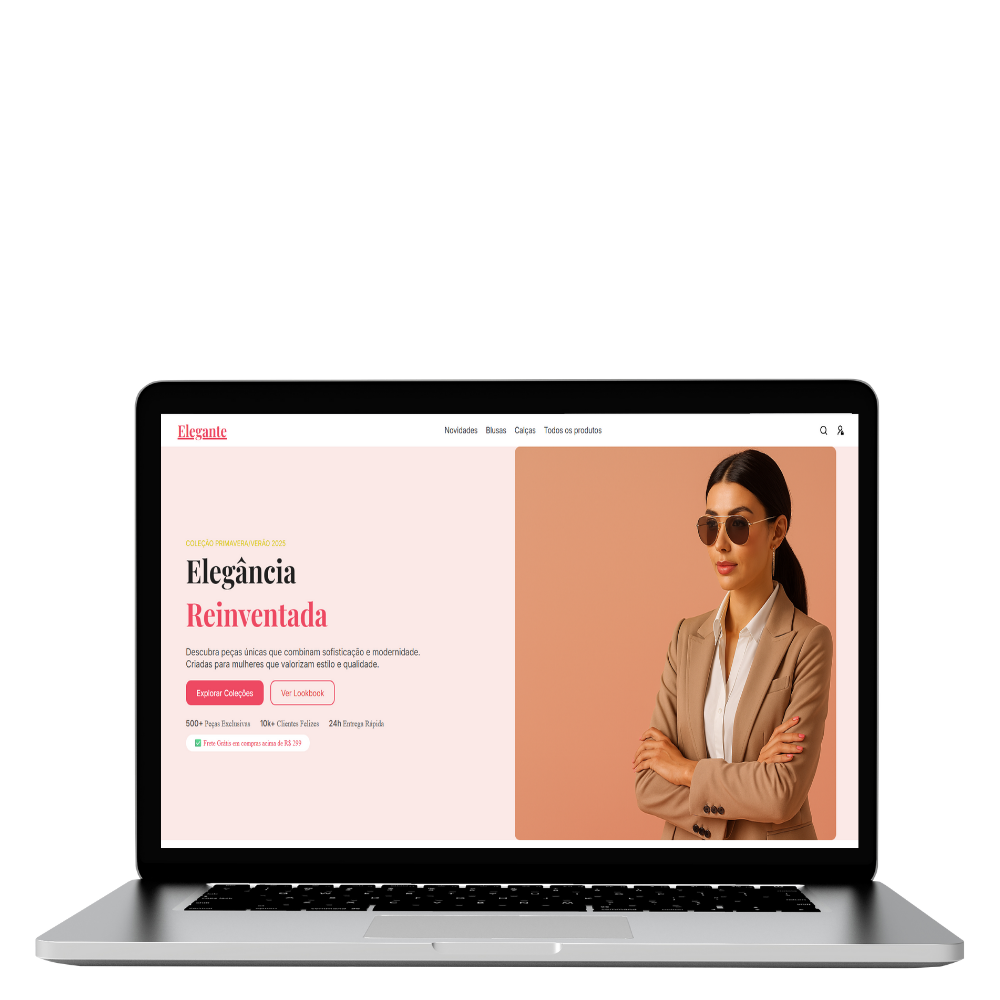 Elegante
Novidades Blusas Calças Todos os produtos
COLEÇÃO PRIMAVERA/VERÃO 2025
Elegância
Reinventada
Descubra peças únicas que combinam sofisticação e modernidade.
Criadas para mulheres que valorizam estilo e qualidade.
Explorar Coleções Ver Lookbook
500+ Peças Exclusivas 10k+ Clientes Felizes 24h Entrega Rápida
✅ Frete Grátis em compras acima de R$ 299.